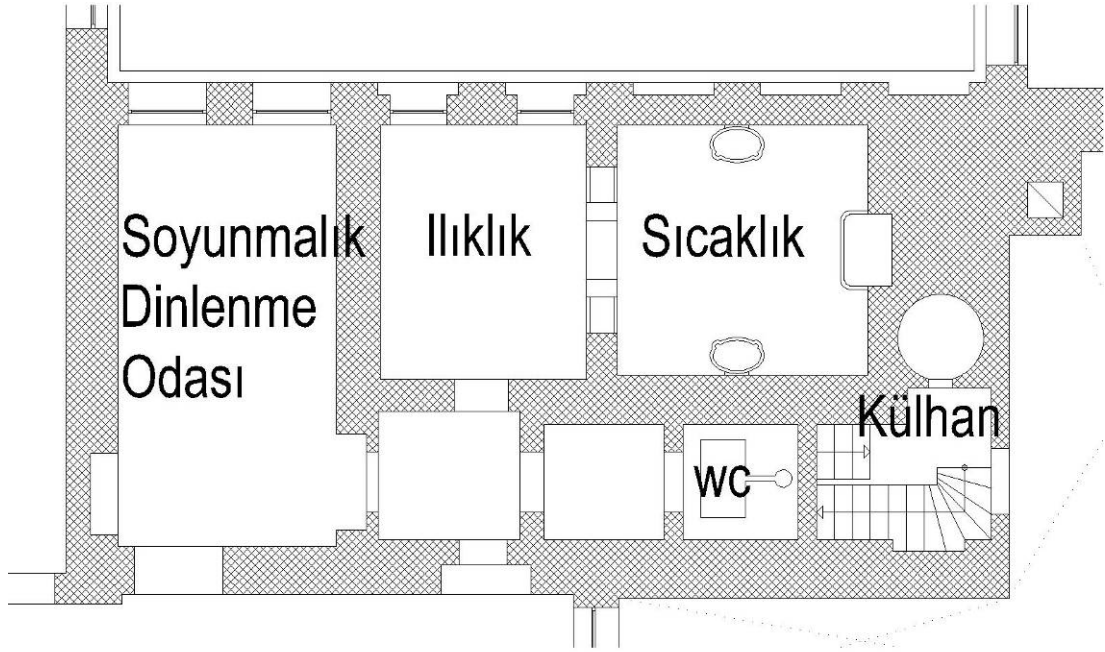 Soyunmalık
Dinlenme
Odası
Ilıklık
Sıcaklık
Külhan
wc